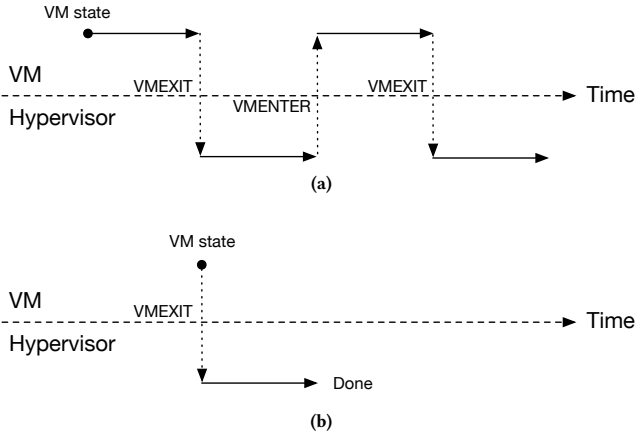 VM state
VM
VMEXIT
VMEXIT
Time
VMENTER
Hypervisor
(a)
VM state
VM
VMEXIT
Time
Hypervisor
Done
(b)